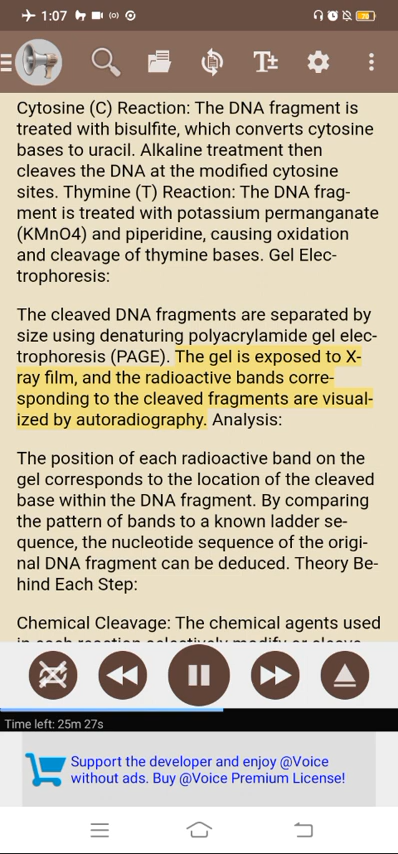 1:07
T±
Cytosine (C) Reaction: The DNA fragment is
treated with bisulfite, which converts cytosine
bases to uracil. Alkaline treatment then
cleaves the DNA at the modified cytosine
sites. Thymine (T) Reaction: The DNA frag-
ment is treated with potassium permanganate
(KMnO4) and piperidine, causing oxidation
and cleavage of thymine bases. Gel Elec-
trophoresis:
The cleaved DNA fragments are separated by
size using denaturing polyacrylamide gel elec-
trophoresis (PAGE). The gel is exposed to X-
ray film, and the radioactive bands corre-
sponding to the cleaved fragments are visual-
ized by autoradiography. Analysis:
The position of each radioactive band on the
gel corresponds to the location of the cleaved
base within the DNA fragment. By comparing
the pattern of bands to a known ladder se-
quence, the nucleotide sequence of the origi-
nal DNA fragment can be deduced. Theory Be-
hind Each Step:
Chemical Cleavage: The chemical agents used
in each reaction selectively modify or cleave
Time left: 25m 27s
Support the developer and enjoy @Voice
without ads. Buy @Voice Premium License!